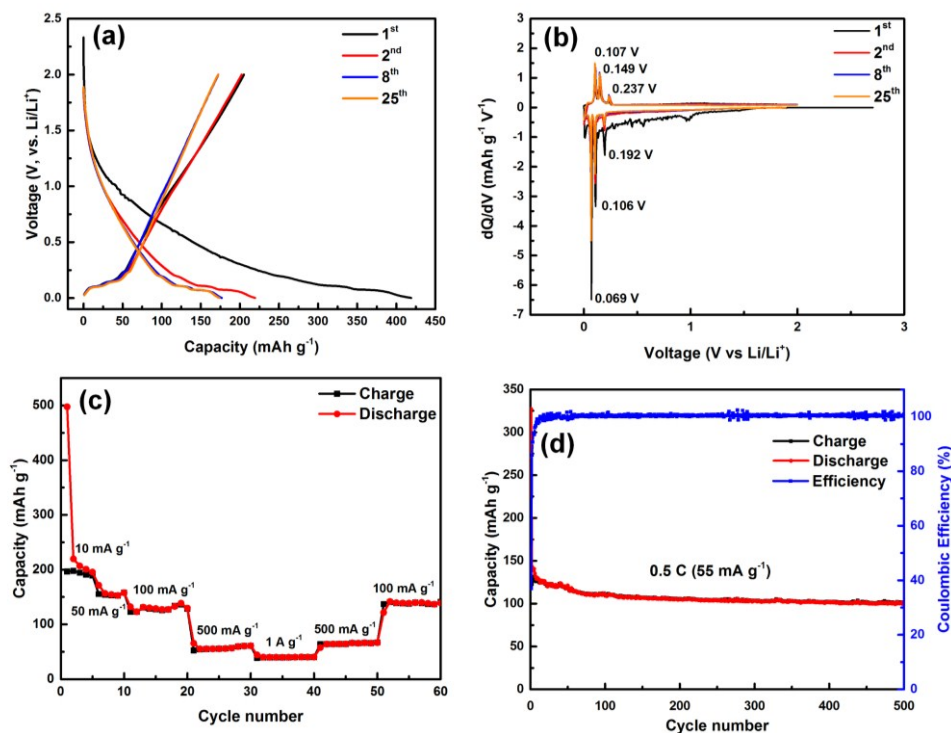 (a)
1st
2nd
8th
25th
Voltage (V, vs. Li/Li+)
2.5
2.0
1.5
1.0
0.5
0.0
0 50 100 150 200 250 300 350 400 450
Capacity (mAh g-1)
(b)
0.107 V
0.149 V
0.237 V
1st
2nd
8th
25th
0.192 V
0.106 V
0.069 V
dQ/dV (mAh g-1 V-1)
3
2
1
0
-1
-2
-3
-4
-5
-6
-7
0 1 2 3
Voltage (V vs Li/Li+)
(c)
Charge
Discharge
10 mA g-1
50 mA g-1
100 mA g-1
500 mA g-1
1 A g-1
500 mA g-1
100 mA g-1
Capacity (mAh g-1)
500
400
300
200
100
0
0 10 20 30 40 50 60
Cycle number
(d)
Charge
Discharge
Efficiency
0.5 C (55 mA g-1)
Capacity (mAh g-1)
350
300
250
200
150
100
50
0
0 100 200 300 400 500
Cycle number
100
80
60
40
20
0
Coulombic Efficiency (%)